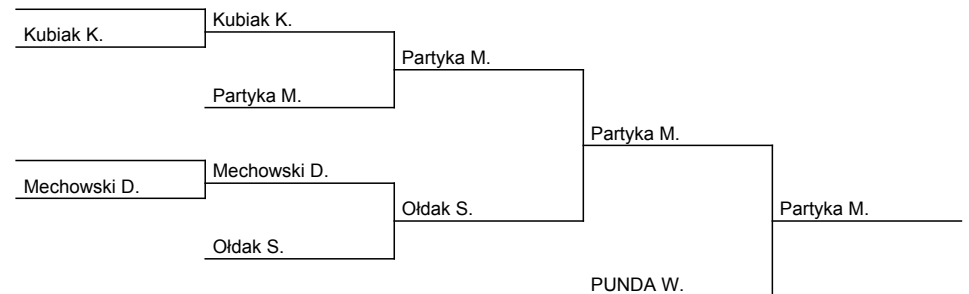 Kubiak K.
Kubiak K.
Partyka M.
Partyka M.
Partyka M.
Mechowski D.
Mechowski D.
Ołdak S.
Partyka M.
Ołdak S.
PUNDA W.